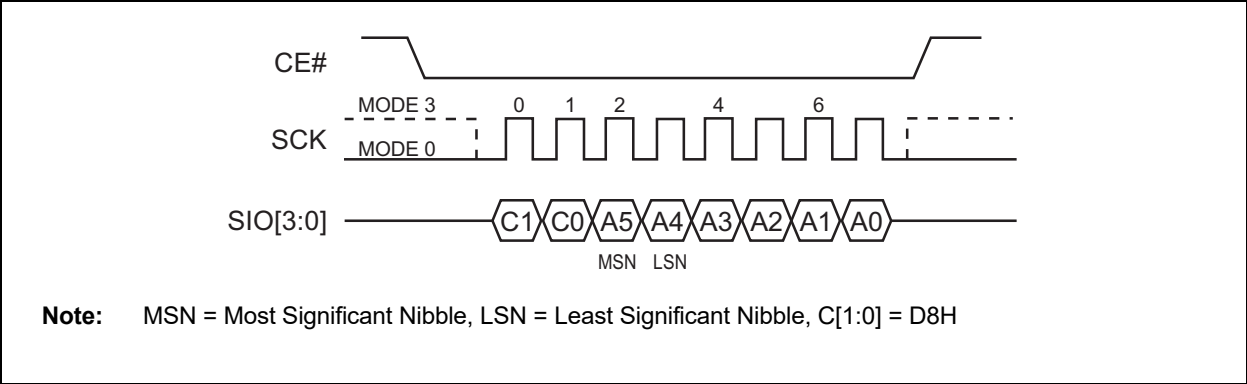 CE#
MODE 3 0 1 2 4 6
SCK
MODE 0
SIO[3:0] C1 C0 A5 A4 A3 A2 A1 A0
MSN LSN
Note: MSN = Most Significant Nibble, LSN = Least Significant Nibble, C[1:0] = D8H